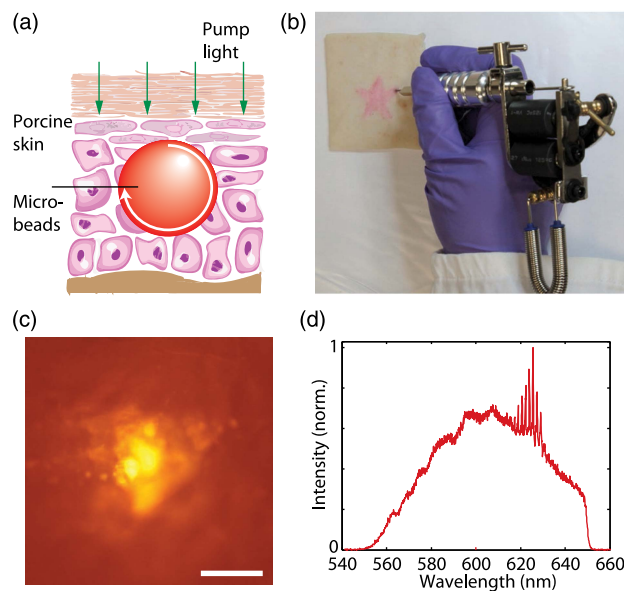 (a)
Pump
light
Porcine
skin
Micro-
beads
(b)
(c)
(d)
1
Intensity (norm.)
0
540
560
580
600
620
640
660
Wavelength (nm)